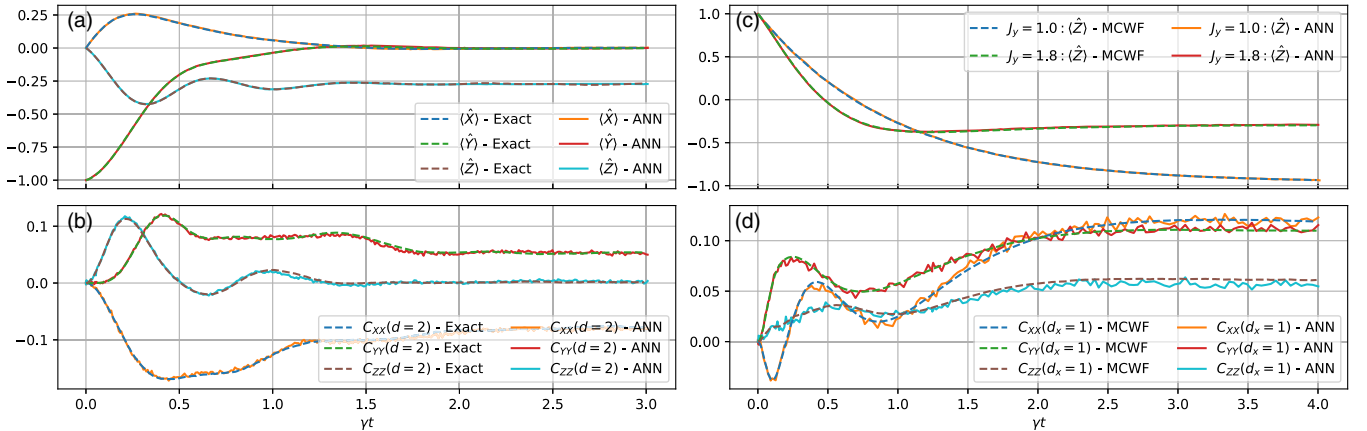 (a)
0.25
0.00
−0.25
−0.50
−0.75
−1.00
⟨X̂⟩ - Exact ⟨X̂⟩ - ANN
⟨Ŷ⟩ - Exact ⟨Ŷ⟩ - ANN
⟨Ẑ⟩ - Exact ⟨Ẑ⟩ - ANN
(b)
0.1
0.0
−0.1
C_XX(d = 2) - Exact C_XX(d = 2) - ANN
C_YY(d = 2) - Exact C_YY(d = 2) - ANN
C_ZZ(d = 2) - Exact C_ZZ(d = 2) - ANN
0.0 0.5 1.0 1.5 2.0 2.5 3.0
γt
(c)
1.0
0.5
0.0
−0.5
−1.0
J_y = 1.0 : ⟨Ẑ⟩ - MCWF J_y = 1.0 : ⟨Ẑ⟩ - ANN
J_y = 1.8 : ⟨Ẑ⟩ - MCWF J_y = 1.8 : ⟨Ẑ⟩ - ANN
(d)
0.10
0.05
0.00
C_XX(d_x = 1) - MCWF C_XX(d_x = 1) - ANN
C_YY(d_x = 1) - MCWF C_YY(d_x = 1) - ANN
C_ZZ(d_x = 1) - MCWF C_ZZ(d_x = 1) - ANN
0.0 0.5 1.0 1.5 2.0 2.5 3.0 3.5 4.0
γt